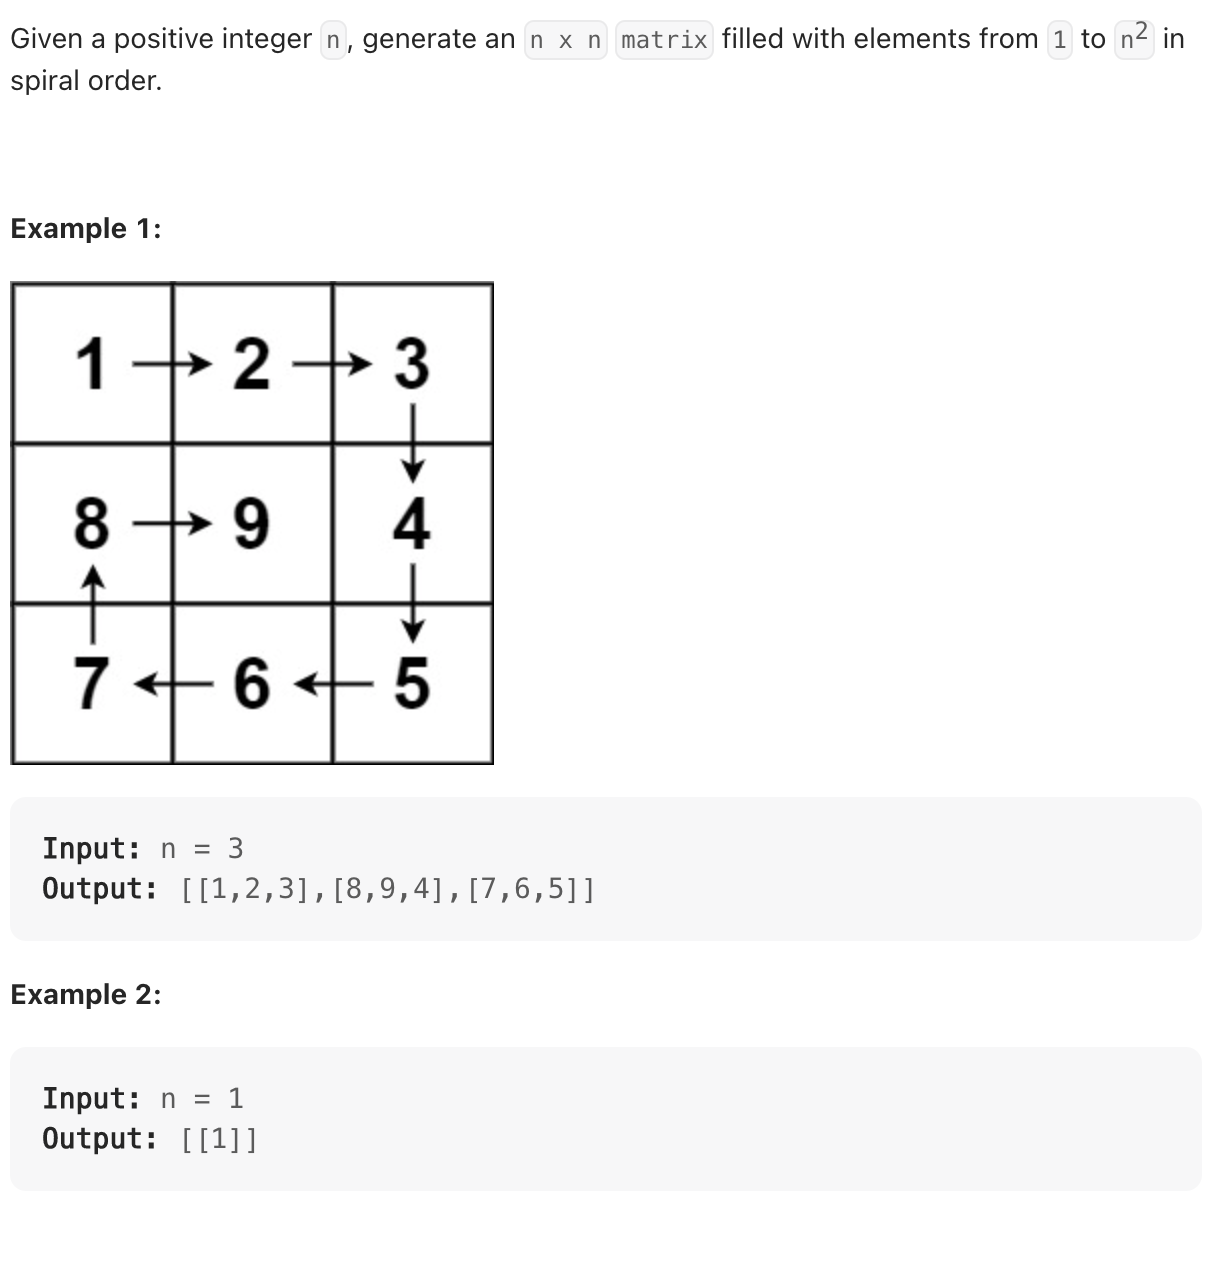 Given a positive integer n, generate an n x n matrix filled with elements from 1 to n² in
spiral order.
Example 1:
1 2 3
8 9 4
7 6 5
Input: n = 3
Output: [[1,2,3],[8,9,4],[7,6,5]]
Example 2:
Input: n = 1
Output: [[1]]